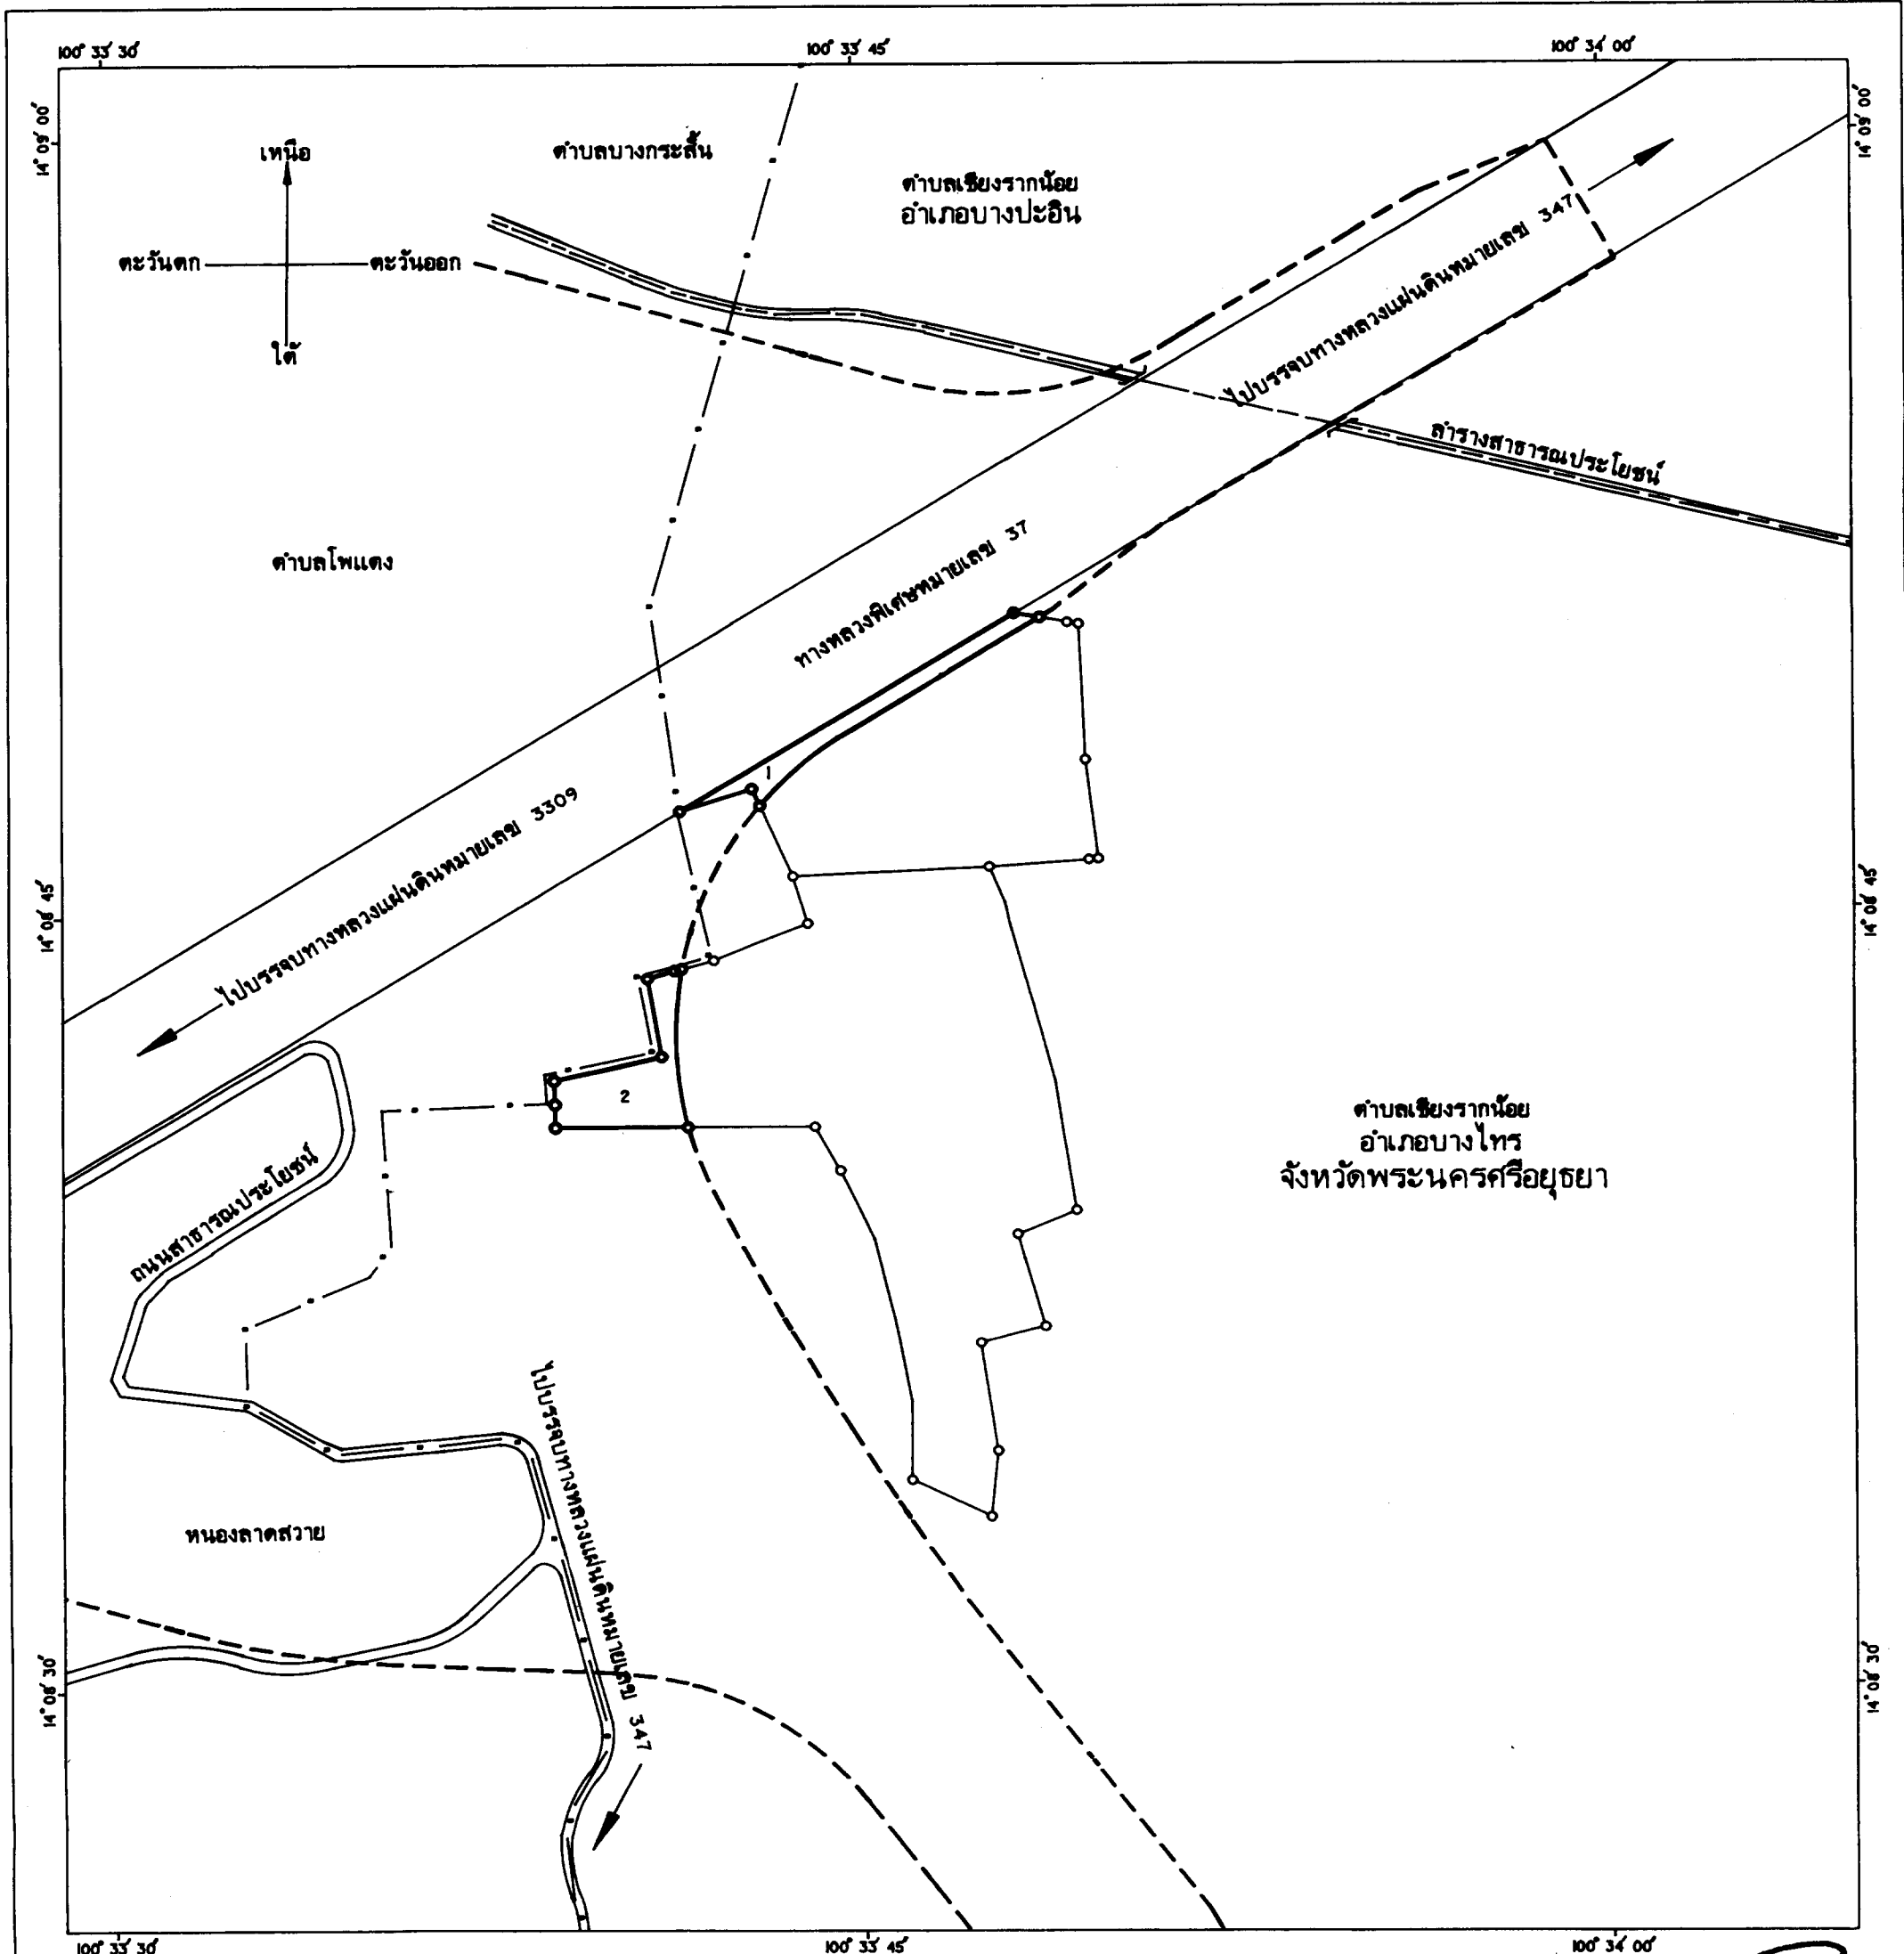 100° 33′ 30″
100° 33′ 45″
100° 34′ 00″
14° 09′ 00″
14° 09′ 00″
เหนือ
ตะวันตก
ตะวันออก
ใต้
ตำบลบางกระสั้น
ตำบลเชียงรากน้อย
อำเภอบางปะอิน
ไปบรรจบทางหลวงแผ่นดินหมายเลข 347
ลำรางสาธารณประโยชน์
ตำบลโพแตง
ทางหลวงพิเศษหมายเลข 37
1
ไปบรรจบทางหลวงแผ่นดินหมายเลข 3309
14° 08′ 45″
14° 08′ 45″
2
ตำบลเชียงรากน้อย
อำเภอบางไทร
จังหวัดพระนครศรีอยุธยา
ถนนสาธารณประโยชน์
ไปบรรจบทางหลวงแผ่นดินหมายเลข 347
หนองลาดสวาย
14° 08′ 30″
14° 08′ 30″
100° 33′ 30″
100° 33′ 45″
100° 34′ 00″